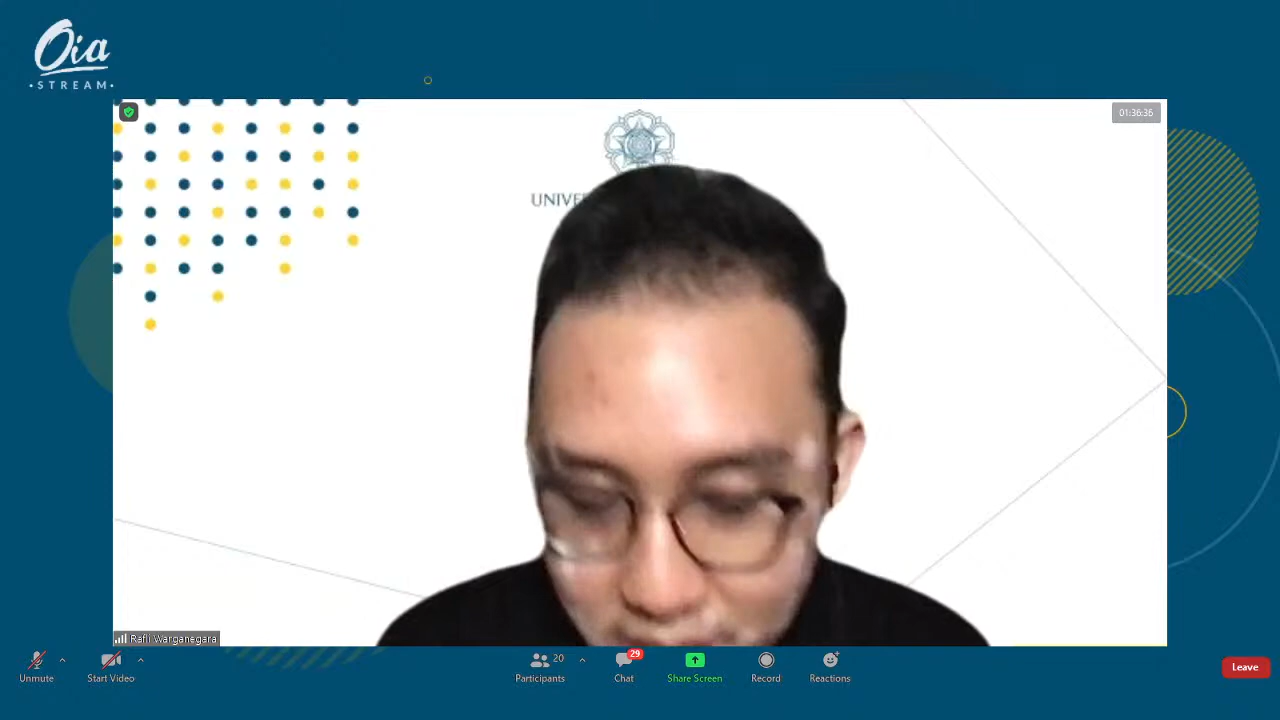 Oia
•STREAM•
01:36:36
UNIVE
Rafli Warganegara
Unmute
Start Video
20
Participants
29
Chat
Share Screen
Record
Reactions
Leave